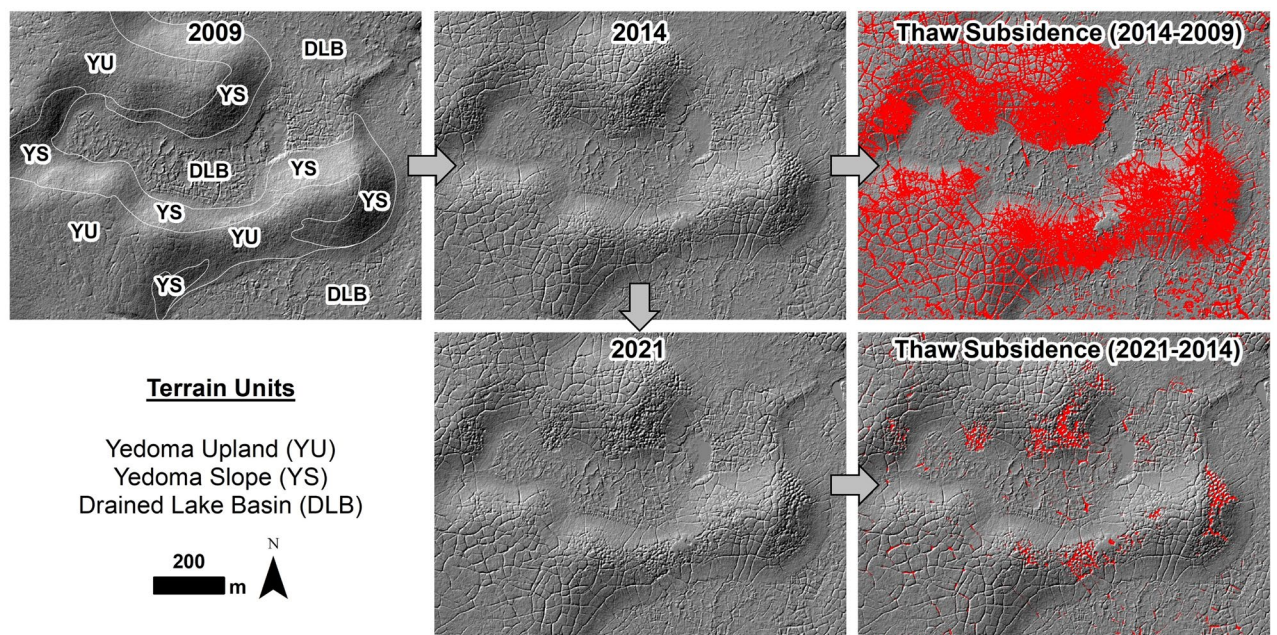 2009
DLB
YU
YS
YS
DLB
YS
YS
YS
YU
YU
YS
DLB
2014
Thaw Subsidence (2014-2009)
2021
Thaw Subsidence (2021-2014)
Terrain Units
Yedoma Upland (YU)
Yedoma Slope (YS)
Drained Lake Basin (DLB)
200
m
N